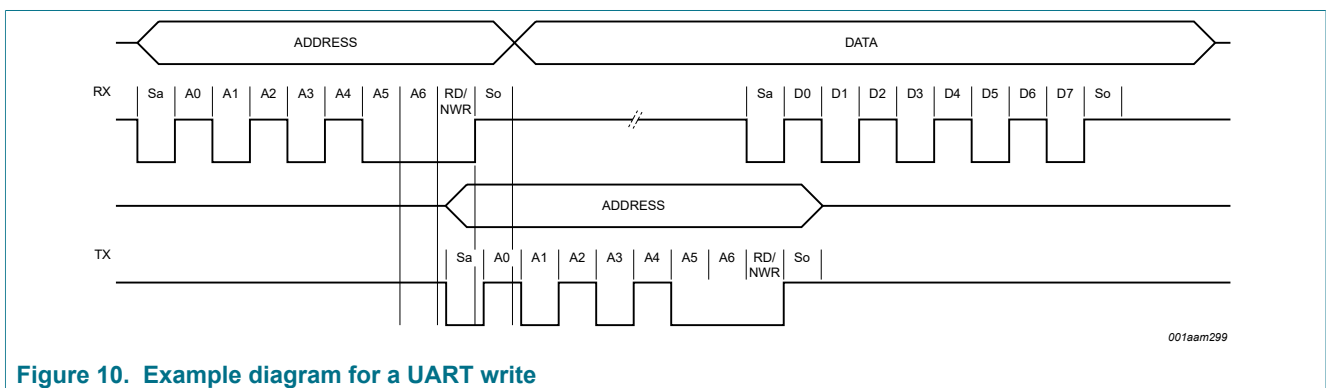 ADDRESS DATA
RX Sa A0 A1 A2 A3 A4 A5 A6 RD/ So Sa D0 D1 D2 D3 D4 D5 D6 D7 So
NWR
ADDRESS
TX Sa A0 A1 A2 A3 A4 A5 A6 RD/ So
NWR
001aam299
Figure 10. Example diagram for a UART write